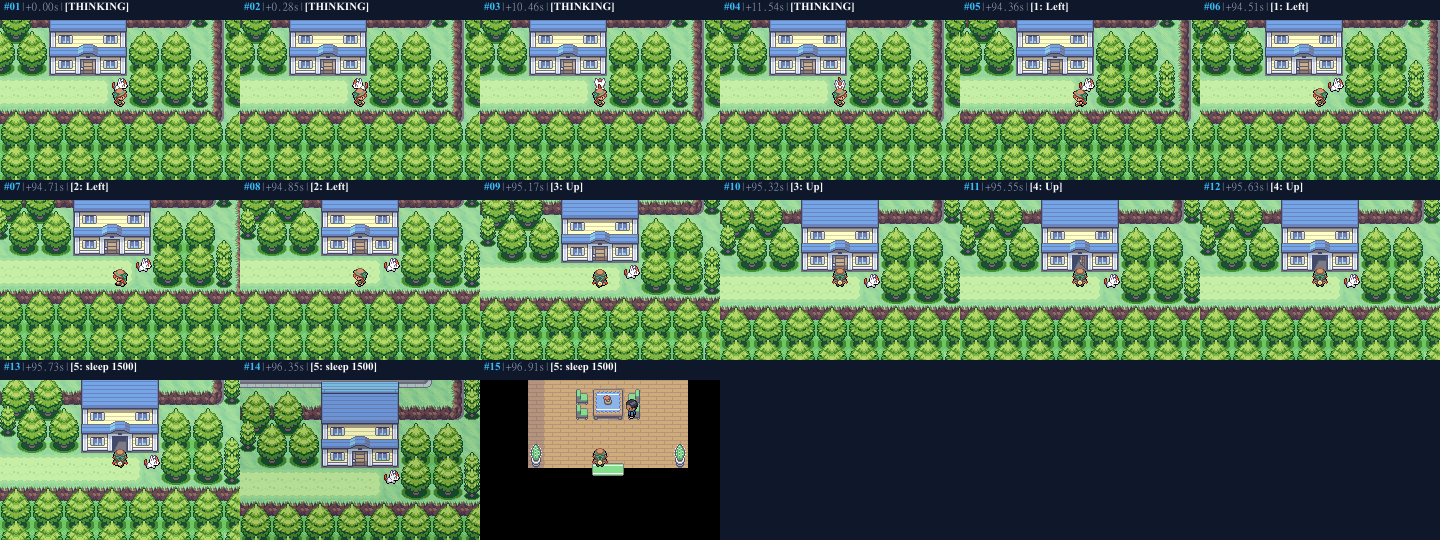 #01|+0.00s|[THINKING]
#02|+0.28s|[THINKING]
#03|+10.46s|[THINKING]
#04|+11.54s|[THINKING]
#05|+94.36s|[1: Left]
#06|+94.51s|[1: Left]
#07|+94.71s|[2: Left]
#08|+94.85s|[2: Left]
#09|+95.17s|[3: Up]
#10|+95.32s|[3: Up]
#11|+95.55s|[4: Up]
#12|+95.63s|[4: Up]
#13|+95.73s|[5: sleep 1500]
#14|+96.35s|[5: sleep 1500]
#15|+96.91s|[5: sleep 1500]